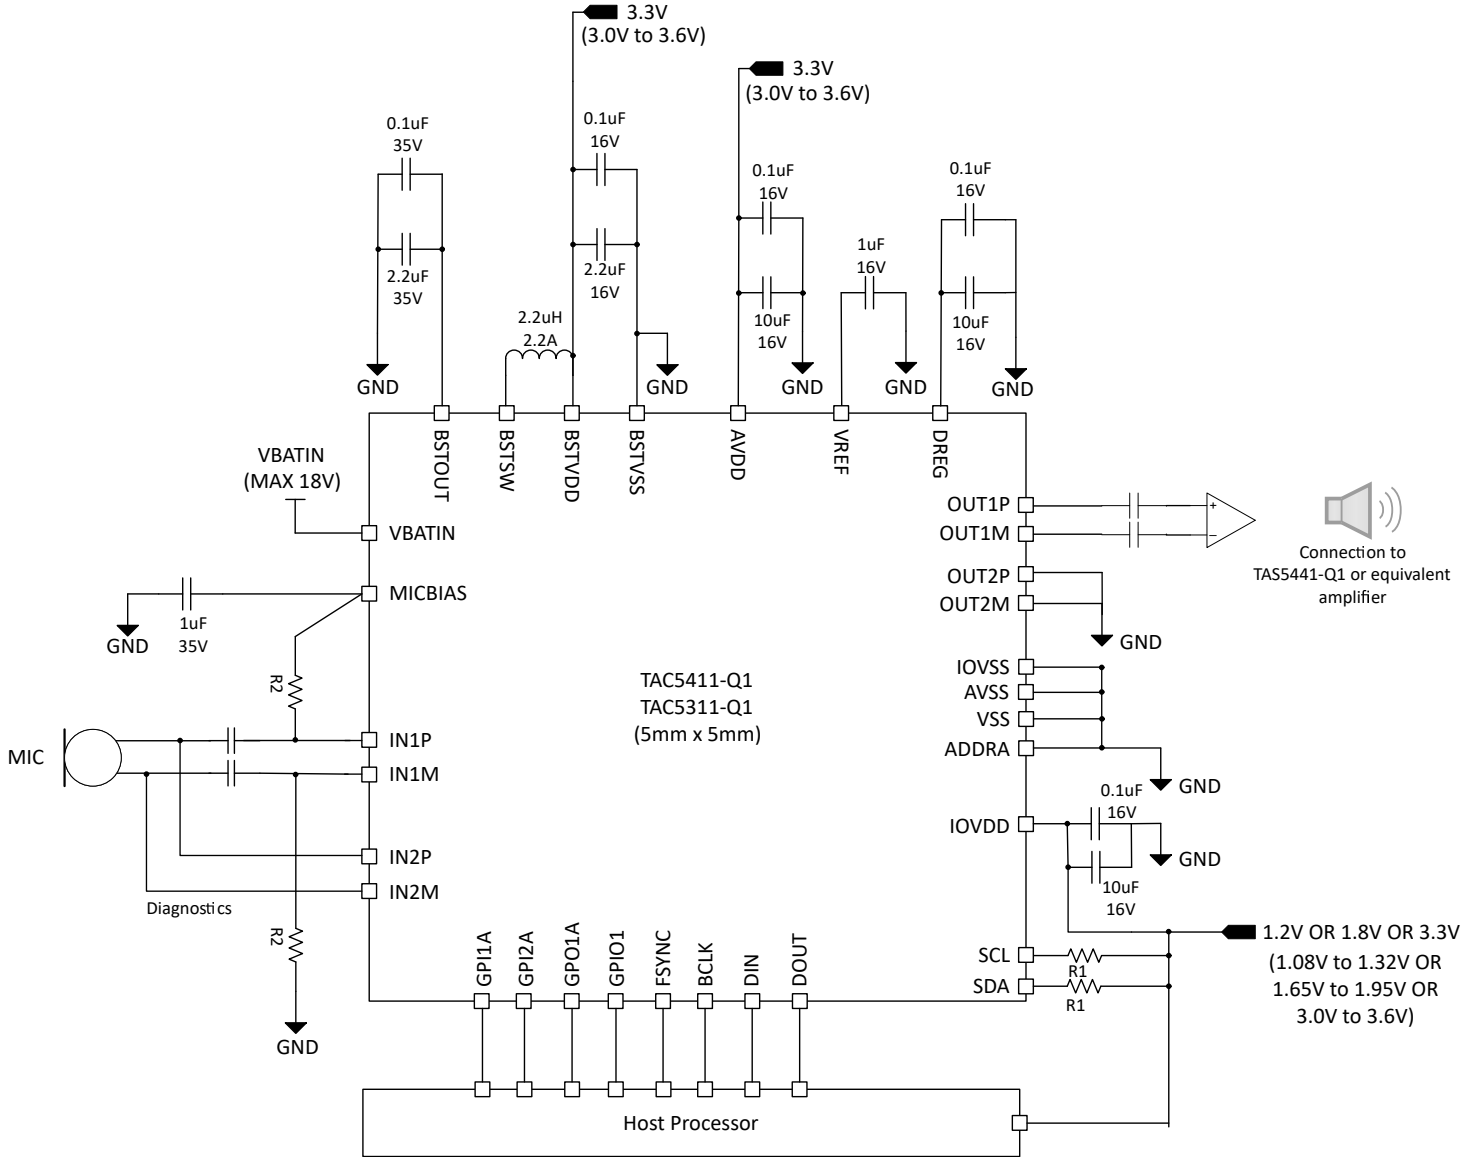 3.3V
(3.0V to 3.6V)
3.3V
(3.0V to 3.6V)
0.1uF
35V
2.2uF
35V
GND
0.1uF
16V
2.2uF
16V
2.2uH
2.2A
GND
0.1uF
16V
10uF
16V
GND
1uF
16V
GND
0.1uF
16V
10uF
16V
GND
BSTOUT
BSTSW
BSTVDD
BSTVSS
AVDD
VREF
DREG
VBATIN
(MAX 18V)
VBATIN
MICBIAS
1uF
35V
GND
R2
MIC
IN1P
IN1M
IN2P
IN2M
Diagnostics
R2
GND
TAC5411-Q1
TAC5311-Q1
(5mm x 5mm)
OUT1P
OUT1M
OUT2P
OUT2M
GND
+
–
Connection to
TAS5441-Q1 or equivalent
amplifier
IOVSS
AVSS
VSS
ADDRA
GND
IOVDD
0.1uF
16V
GND
10uF
16V
1.2V OR 1.8V OR 3.3V
(1.08V to 1.32V OR
1.65V to 1.95V OR
3.0V to 3.6V)
SCL
R1
SDA
R1
GPI1A
GPI2A
GPO1A
GPIO1
FSYNC
BCLK
DIN
DOUT
Host Processor